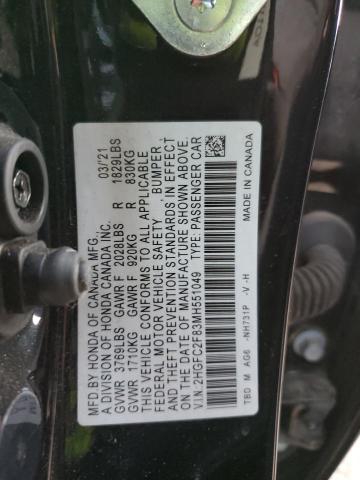 MFD BY HONDA OF CANADA MFG. 03/'21
A DIVISION OF HONDA CANADA INC.
GVWR 3769LBS GAWR F 2028LBS R 1829LBS
GVWR 1710KG GAWR F 920KG R 830KG
THIS VEHICLE CONFORMS TO ALL APPLICABLE
FEDERAL MOTOR VEHICLE SAFETY, BUMPER
AND THEFT PREVENTION STANDARDS IN EFFECT
ON THE DATE OF MANUFACTURE SHOWN ABOVE.
V.I.N.:2HGFC2F83MH551049 TYPE:PASSENGER CAR
TBD M AG6 -NH731P -V -H MADE IN CANADA